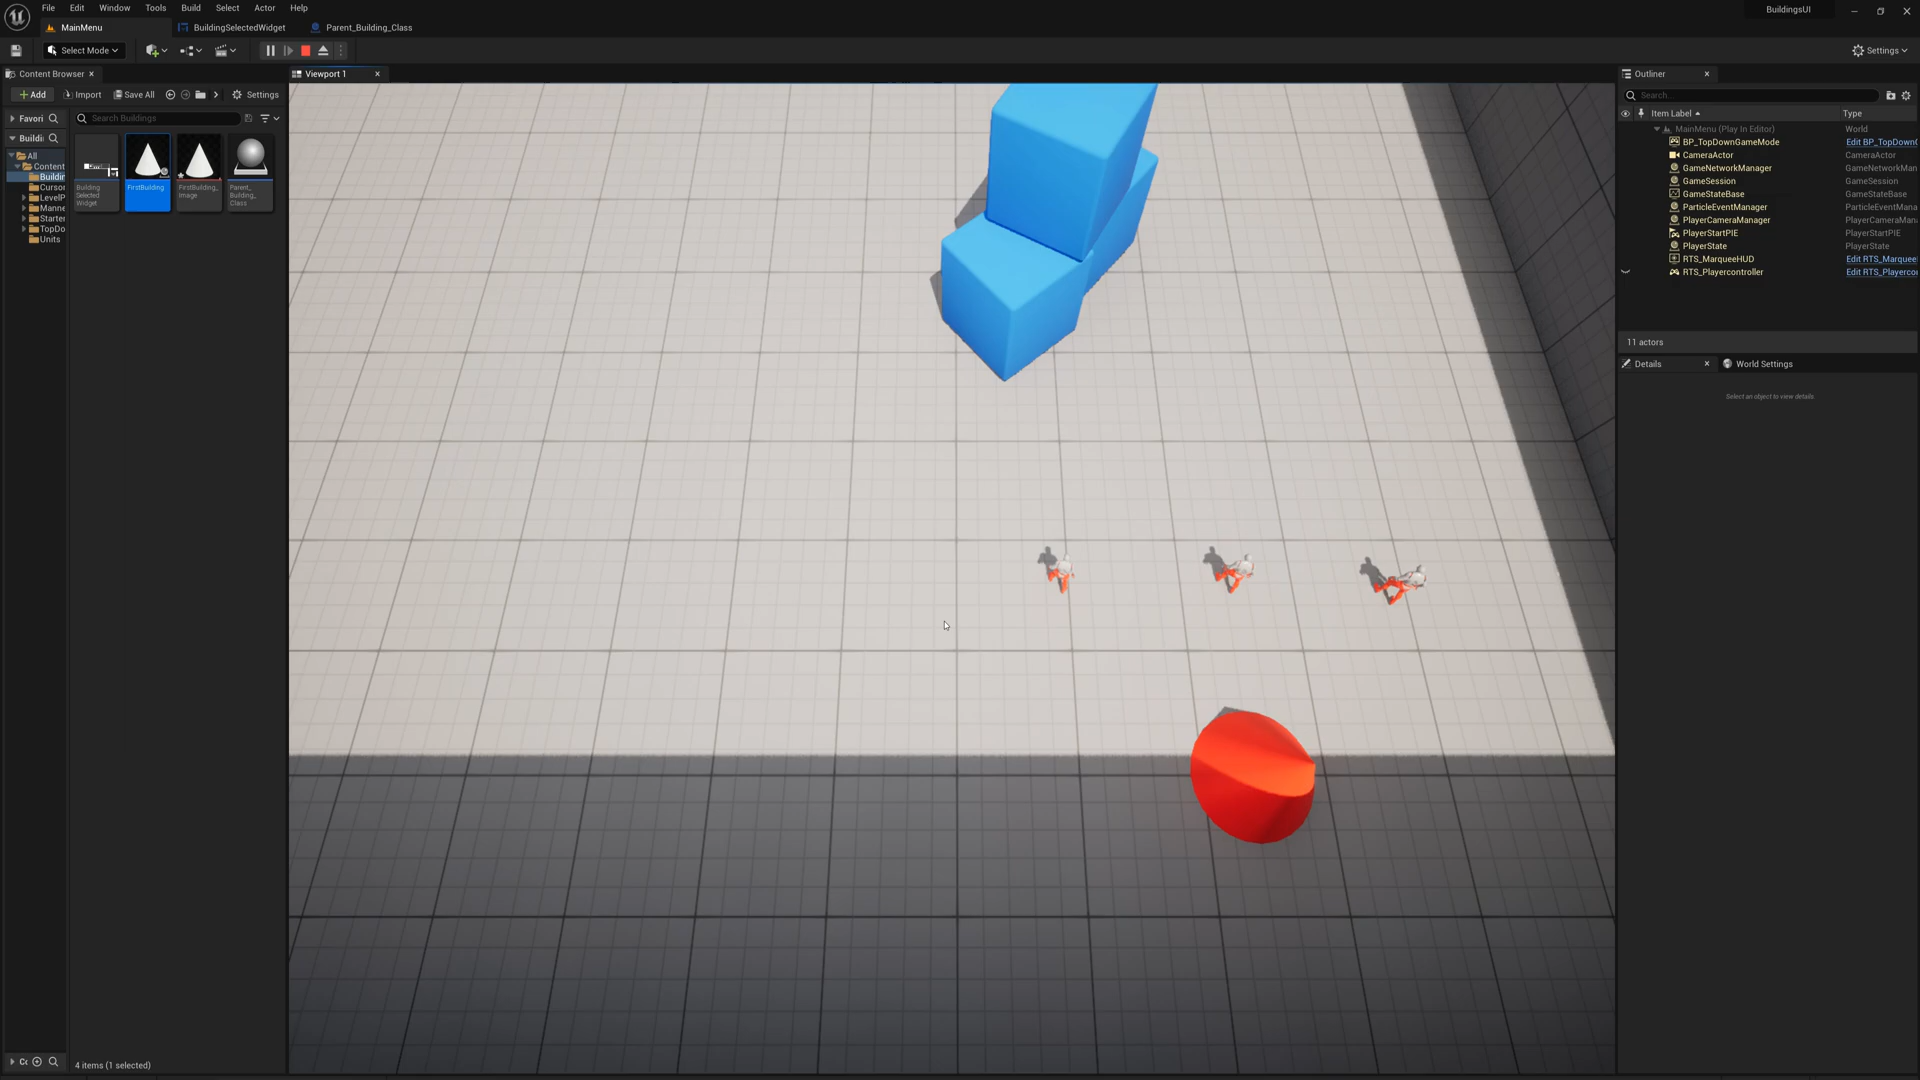 File Edit Window Tools Build Select Actor Help
BuildingsUI
MainMenu
BuildingSelectedWidget
Parent_Building_Class
Select Mode
Settings
Content Browser
Viewport 1
Outliner
Add
Import
Save All
Settings
Search...
Favori
Search Buildings
Item Label
Type
Buildi
MainMenu (Play In Editor)
World
BP_TopDownGameMode
Edit BP_TopDown
All
CameraActor
CameraActor
Content
GameNetworkManager
GameNetworkMan
Buildin
GameSession
GameSession
Cursor
GameStateBase
GameStateBase
LevelP
ParticleEventManager
ParticleEventMana
Manne
PlayerCameraManager
PlayerCameraMan
Starter
PlayerStartPIE
PlayerStartPIE
TopDo
PlayerState
PlayerState
Units
RTS_MarqueeHUD
Edit RTS_Marquee
RTS_Playercontroller
Edit RTS_Playerco
Building
Selected
Widget
FirstBuilding
FirstBuilding_
Image
Parent_
Building_
Class
11 actors
Details
World Settings
Select an object to view details.
4 items (1 selected)